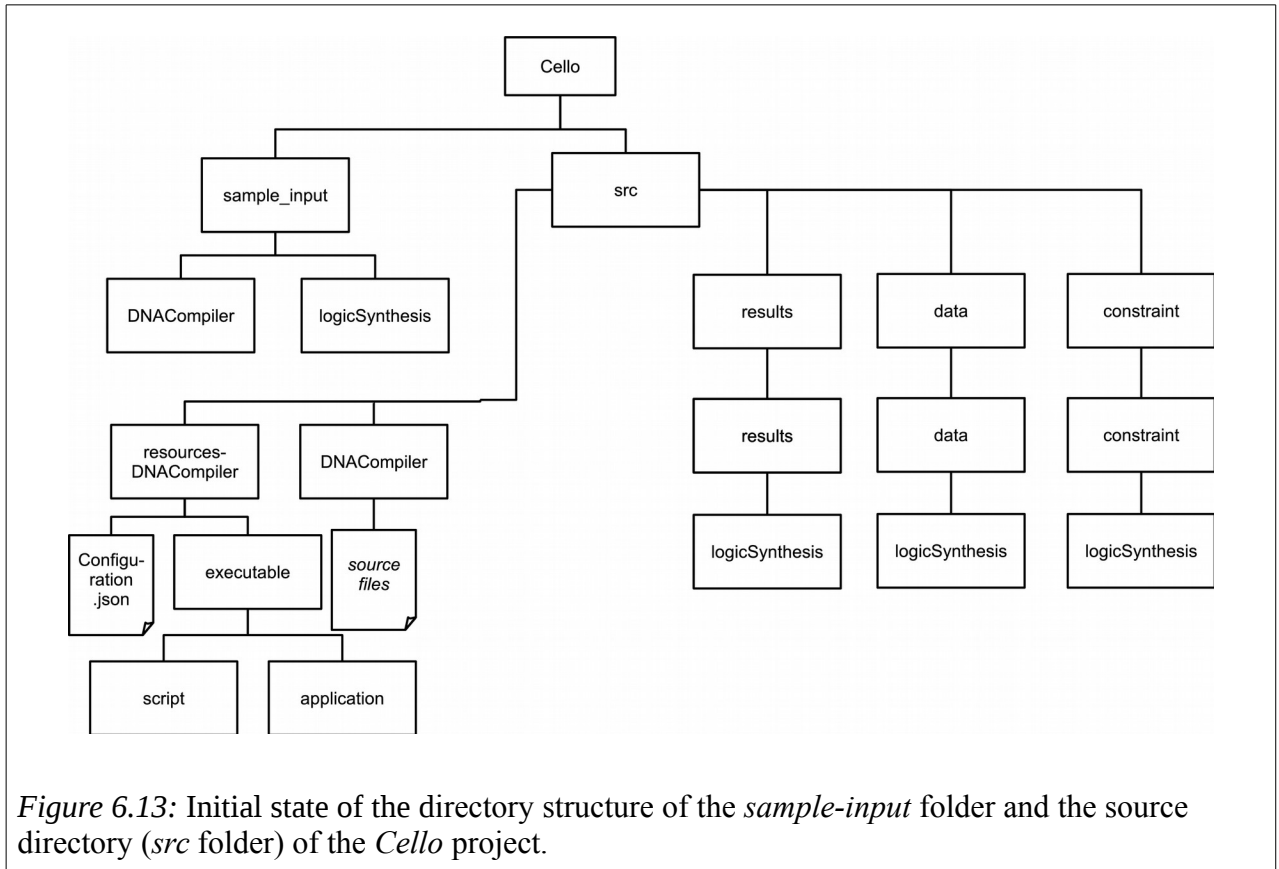 Cello
sample_input
src
DNACompiler
logicSynthesis
results
data
constraint
resources-
DNACompiler
DNACompiler
results
data
constraint
Configu-
ration
.json
executable
source
files
logicSynthesis
logicSynthesis
logicSynthesis
script
application
Figure 6.13: Initial state of the directory structure of the sample-input folder and the source
directory (src folder) of the Cello project.